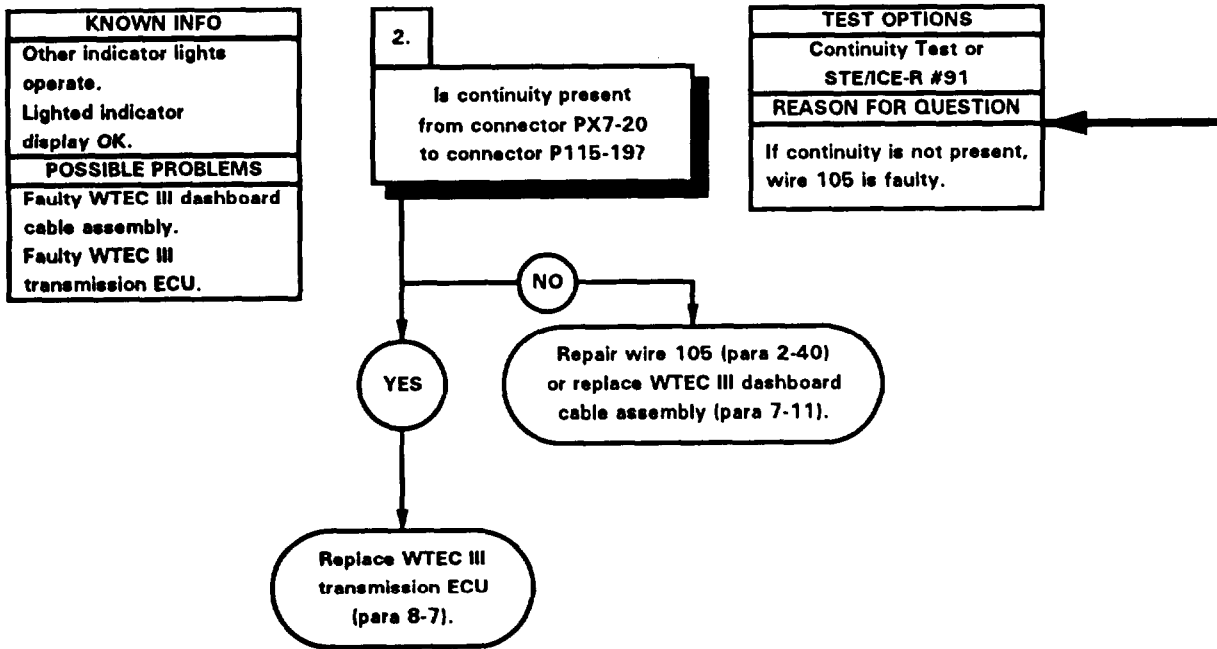 KNOWN INFO
Other indicator lights
operate.
Lighted indicator
display OK.
POSSIBLE PROBLEMS
Faulty WTEC III dashboard
cable assembly.
Faulty WTEC III
transmission ECU.
2.
Is continuity present
from connector PX7-20
to connector P115-19?
TEST OPTIONS
Continuity Test or
STE/ICE-R #91
REASON FOR QUESTION
If continuity is not present,
wire 105 is faulty.
NO
YES
Repair wire 105 (para 2-40)
or replace WTEC III dashboard
cable assembly (para 7-11).
Replace WTEC III
transmission ECU
(para 8-7).